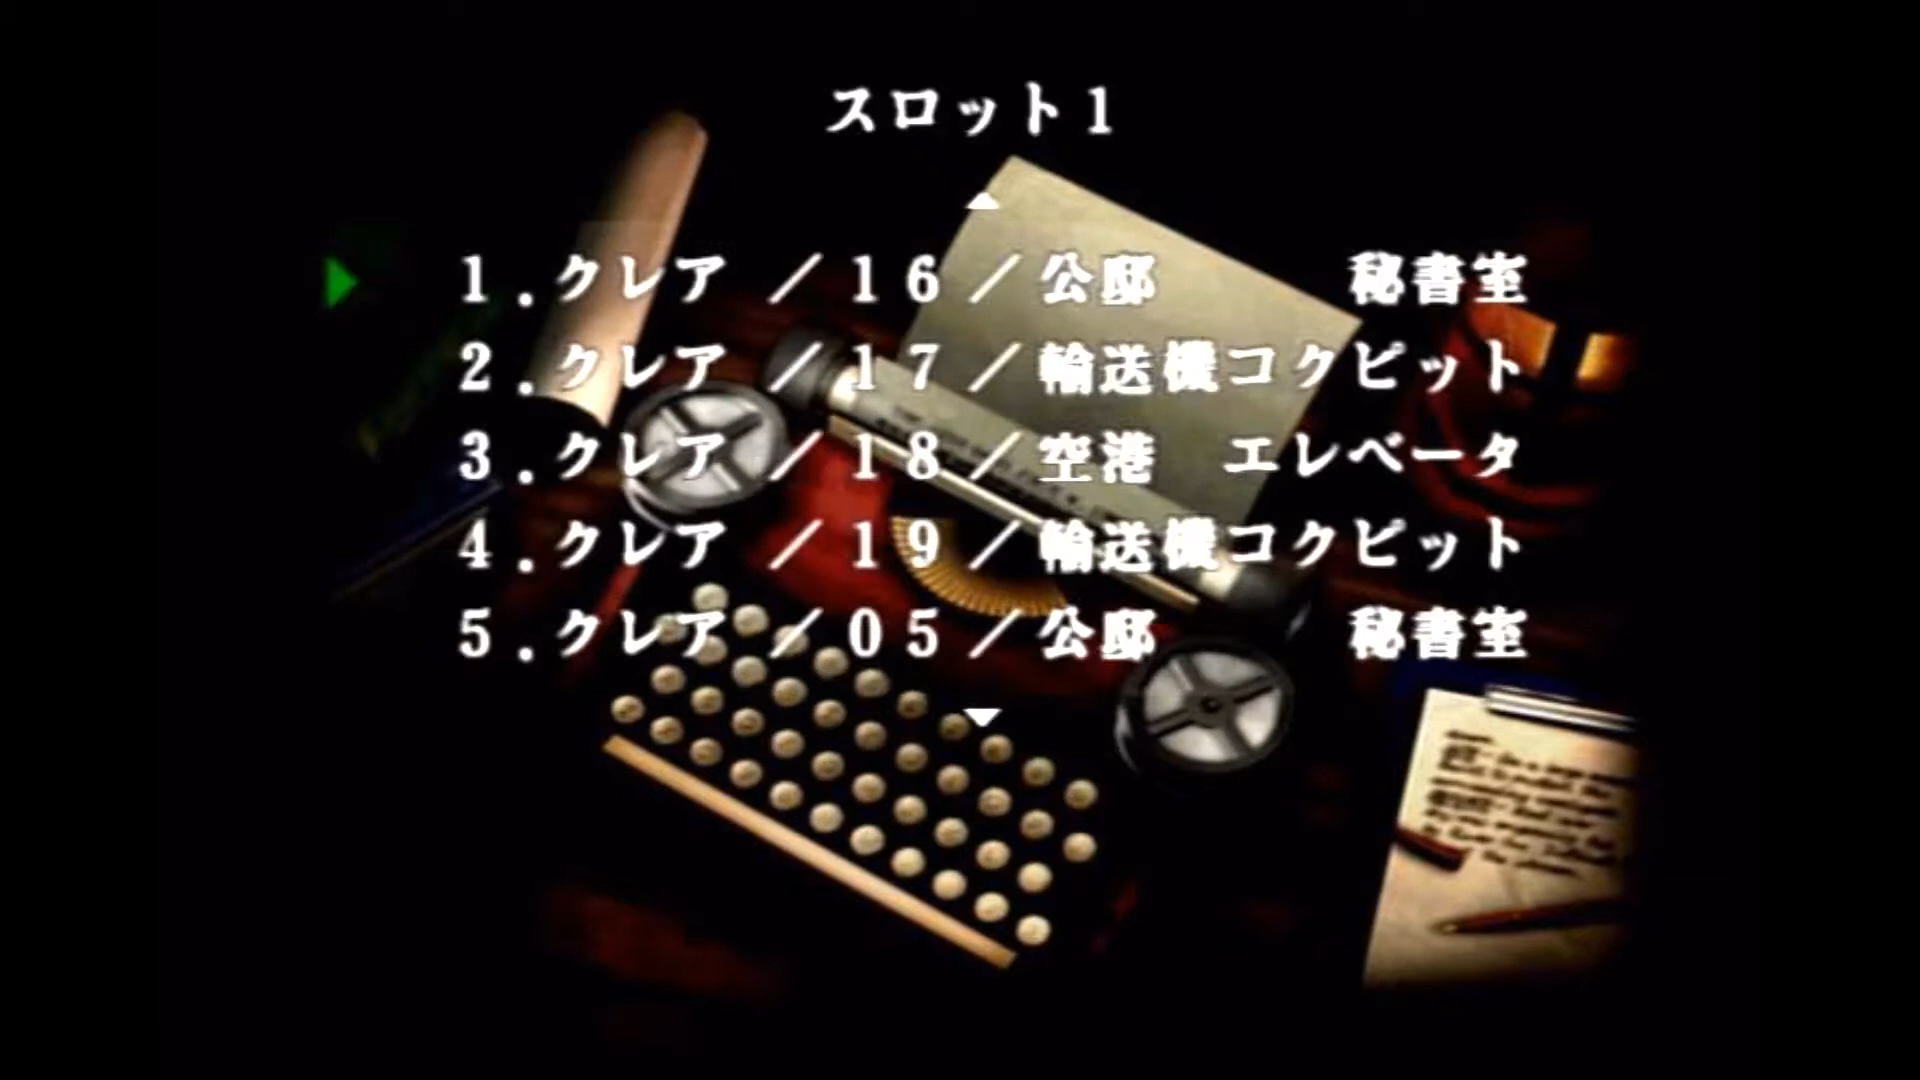 スロット1
1.クレア／16／公邸　　　秘書室
2.クレア／17／輸送機コクピット
3.クレア／18／空港　エレベータ
4.クレア／19／輸送機コクピット
5.クレア／05／公邸　　　秘書室